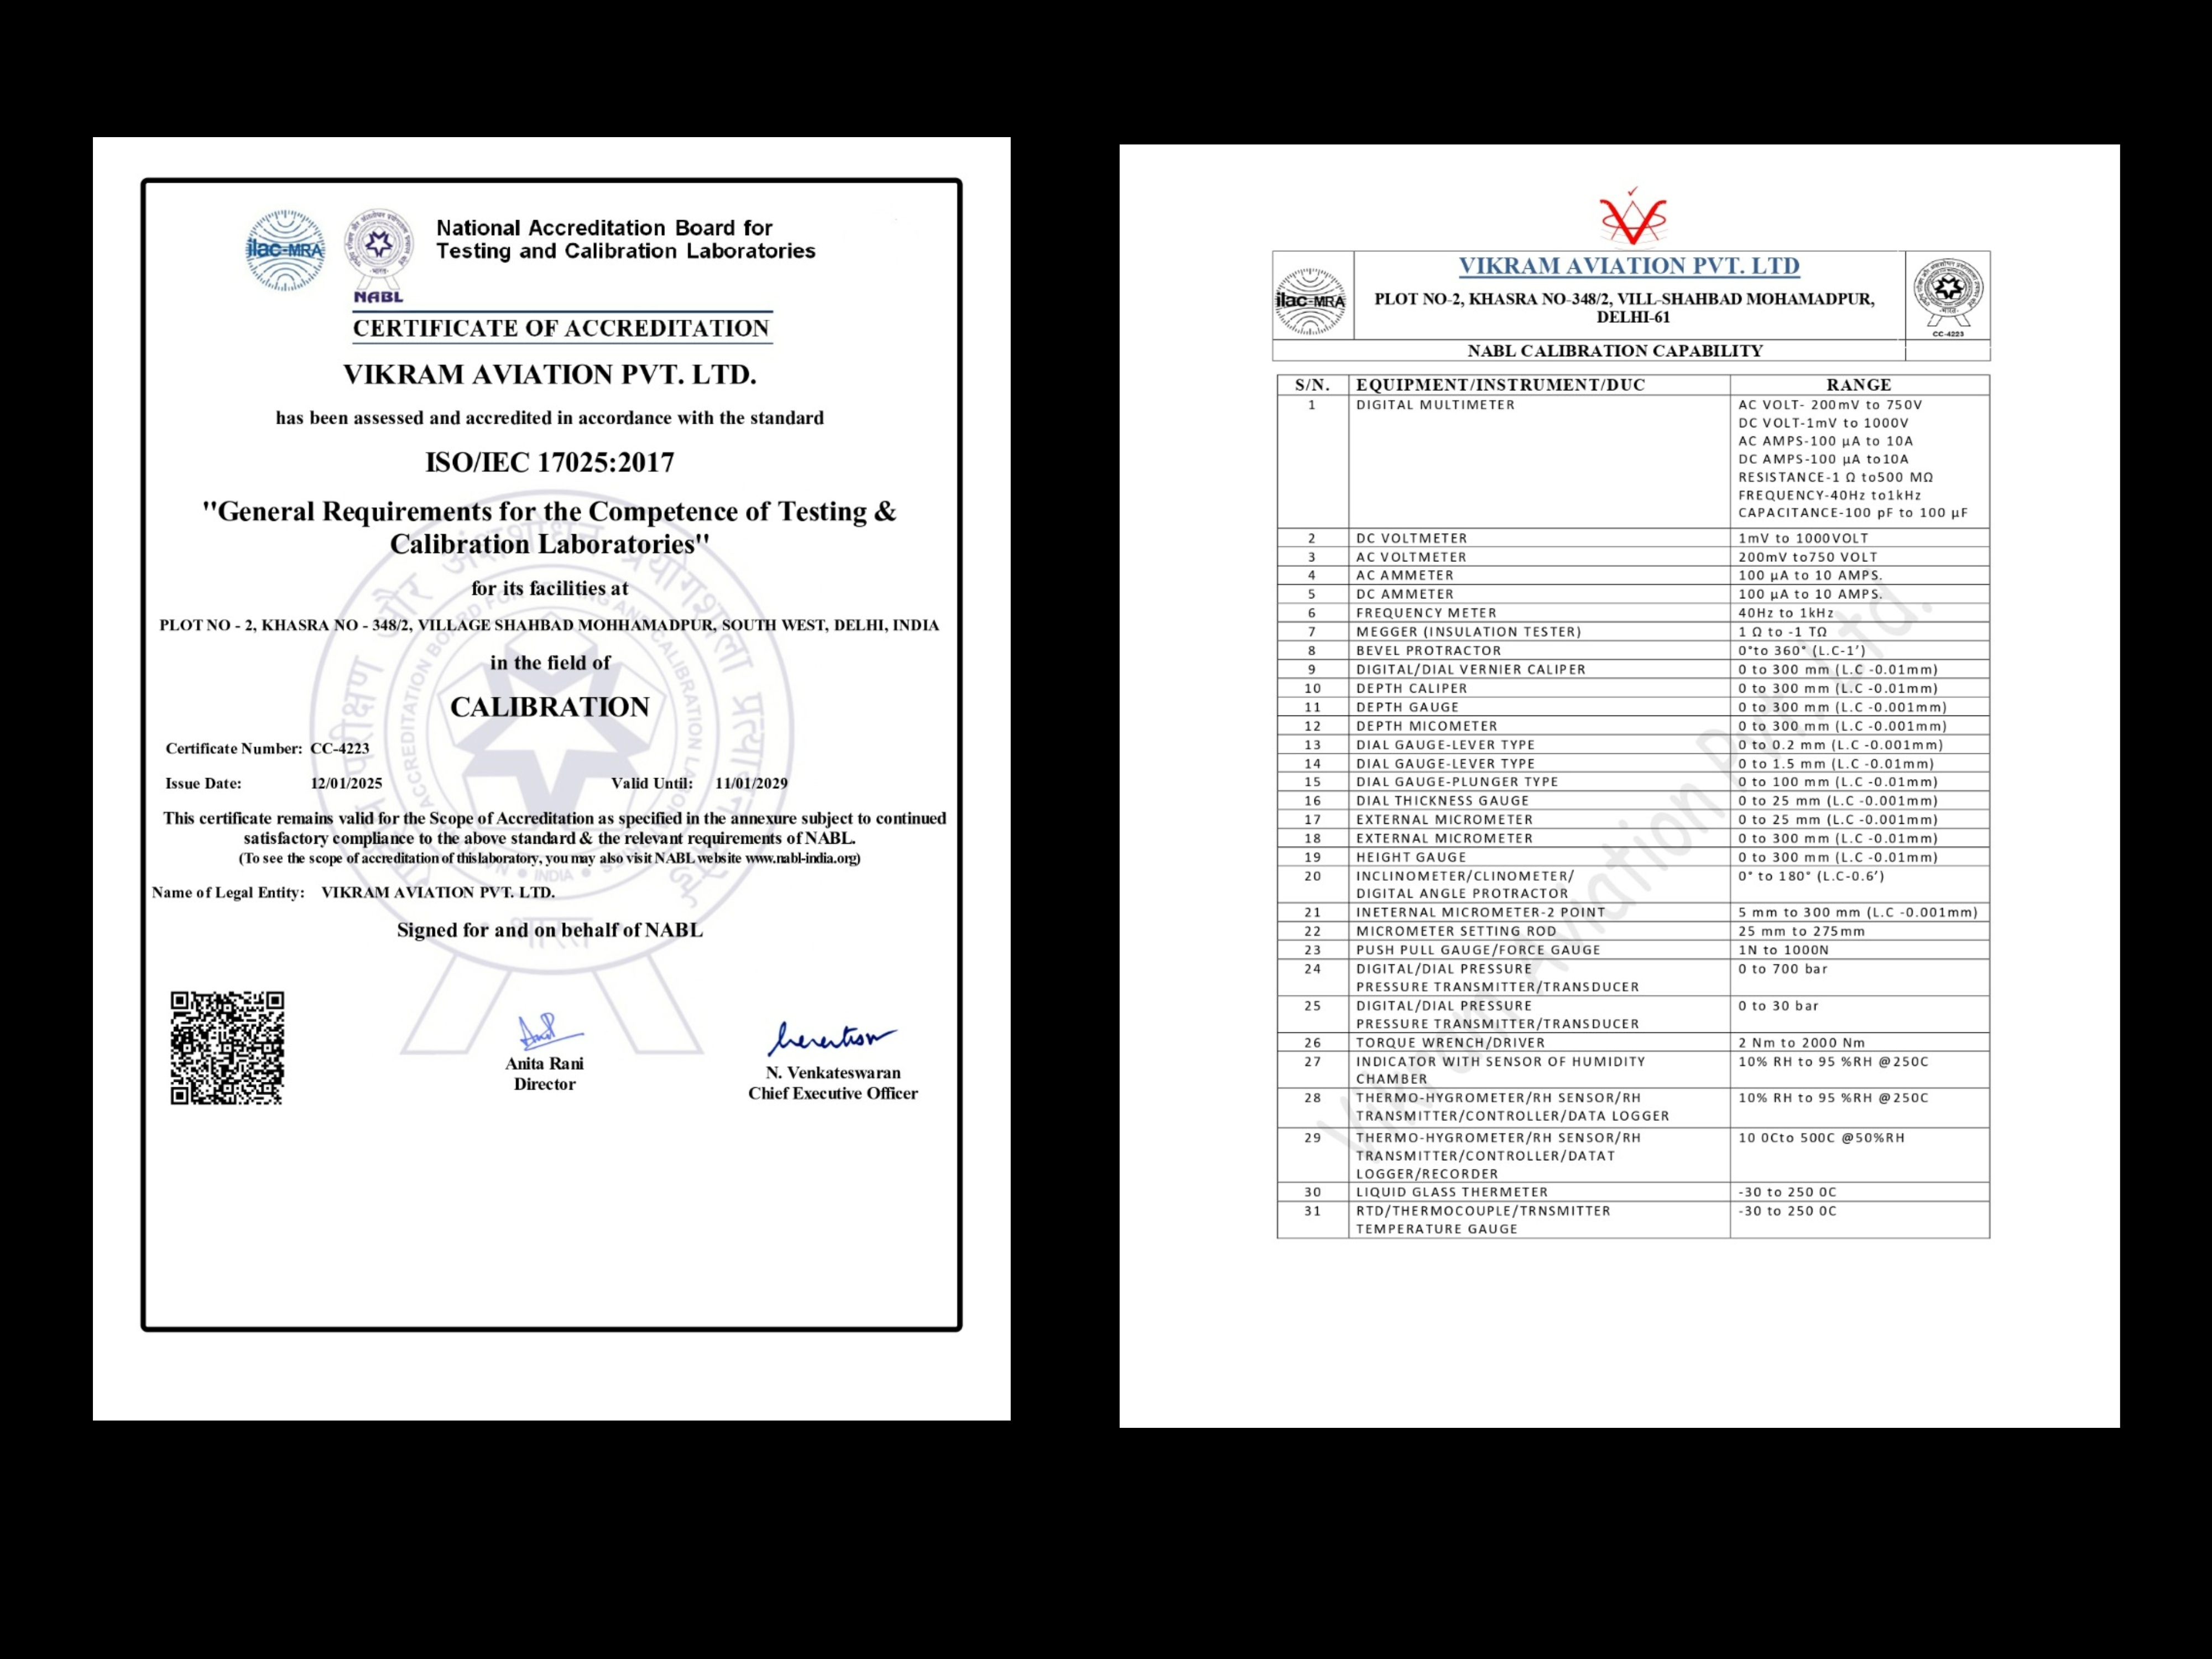 ilac-MRA
NABL
National Accreditation Board for
Testing and Calibration Laboratories
CERTIFICATE OF ACCREDITATION
VIKRAM AVIATION PVT. LTD.
has been assessed and accredited in accordance with the standard
ISO/IEC 17025:2017
"General Requirements for the Competence of Testing &
Calibration Laboratories"
for its facilities at
PLOT NO - 2, KHASRA NO - 348/2, VILLAGE SHAHBAD MOHHAMADPUR, SOUTH WEST, DELHI, INDIA
in the field of
CALIBRATION
Certificate Number: CC-4223
Issue Date: 12/01/2025 Valid Until: 11/01/2029
This certificate remains valid for the Scope of Accreditation as specified in the annexure subject to continued
satisfactory compliance to the above standard & the relevant requirements of NABL.
(To see the scope of accreditation of this laboratory, you may also visit NABL website www.nabl-india.org)
Name of Legal Entity: VIKRAM AVIATION PVT. LTD.
Signed for and on behalf of NABL
Anita Rani
Director
N. Venkateswaran
Chief Executive Officer
ilac-MRA
VIKRAM AVIATION PVT. LTD
PLOT NO-2, KHASRA NO-348/2, VILL-SHAHBAD MOHAMADPUR,
DELHI-61
CC-4223
NABL CALIBRATION CAPABILITY
S/N. EQUIPMENT/INSTRUMENT/DUC RANGE
1 DIGITAL MULTIMETER AC VOLT- 200mV to 750V
DC VOLT-1mV to 1000V
AC AMPS-100 µA to 10A
DC AMPS-100 µA to10A
RESISTANCE-1 Ω to500 MΩ
FREQUENCY-40Hz to1kHz
CAPACITANCE-100 pF to 100 µF
2 DC VOLTMETER 1mV to 1000VOLT
3 AC VOLTMETER 200mV to750 VOLT
4 AC AMMETER 100 µA to 10 AMPS.
5 DC AMMETER 100 µA to 10 AMPS.
6 FREQUENCY METER 40Hz to 1kHz
7 MEGGER (INSULATION TESTER) 1 Ω to -1 TΩ
8 BEVEL PROTRACTOR 0°to 360° (L.C-1′)
9 DIGITAL/DIAL VERNIER CALIPER 0 to 300 mm (L.C -0.01mm)
10 DEPTH CALIPER 0 to 300 mm (L.C -0.01mm)
11 DEPTH GAUGE 0 to 300 mm (L.C -0.001mm)
12 DEPTH MICOMETER 0 to 300 mm (L.C -0.001mm)
13 DIAL GAUGE-LEVER TYPE 0 to 0.2 mm (L.C -0.001mm)
14 DIAL GAUGE-LEVER TYPE 0 to 1.5 mm (L.C -0.01mm)
15 DIAL GAUGE-PLUNGER TYPE 0 to 100 mm (L.C -0.01mm)
16 DIAL THICKNESS GAUGE 0 to 25 mm (L.C -0.001mm)
17 EXTERNAL MICROMETER 0 to 25 mm (L.C -0.001mm)
18 EXTERNAL MICROMETER 0 to 300 mm (L.C -0.01mm)
19 HEIGHT GAUGE 0 to 300 mm (L.C -0.01mm)
20 INCLINOMETER/CLINOMETER/ 0° to 180° (L.C-0.6′)
DIGITAL ANGLE PROTRACTOR
21 INETERNAL MICROMETER-2 POINT 5 mm to 300 mm (L.C -0.001mm)
22 MICROMETER SETTING ROD 25 mm to 275mm
23 PUSH PULL GAUGE/FORCE GAUGE 1N to 1000N
24 DIGITAL/DIAL PRESSURE 0 to 700 bar
PRESSURE TRANSMITTER/TRANSDUCER
25 DIGITAL/DIAL PRESSURE 0 to 30 bar
PRESSURE TRANSMITTER/TRANSDUCER
26 TORQUE WRENCH/DRIVER 2 Nm to 2000 Nm
27 INDICATOR WITH SENSOR OF HUMIDITY 10% RH to 95 %RH @250C
CHAMBER
28 THERMO-HYGROMETER/RH SENSOR/RH 10% RH to 95 %RH @250C
TRANSMITTER/CONTROLLER/DATA LOGGER
29 THERMO-HYGROMETER/RH SENSOR/RH 10 0Cto 500C @50%RH
TRANSMITTER/CONTROLLER/DATAT
LOGGER/RECORDER
30 LIQUID GLASS THERMETER -30 to 250 0C
31 RTD/THERMOCOUPLE/TRNSMITTER -30 to 250 0C
TEMPERATURE GAUGE
Vikram Aviation Pvt. Ltd.